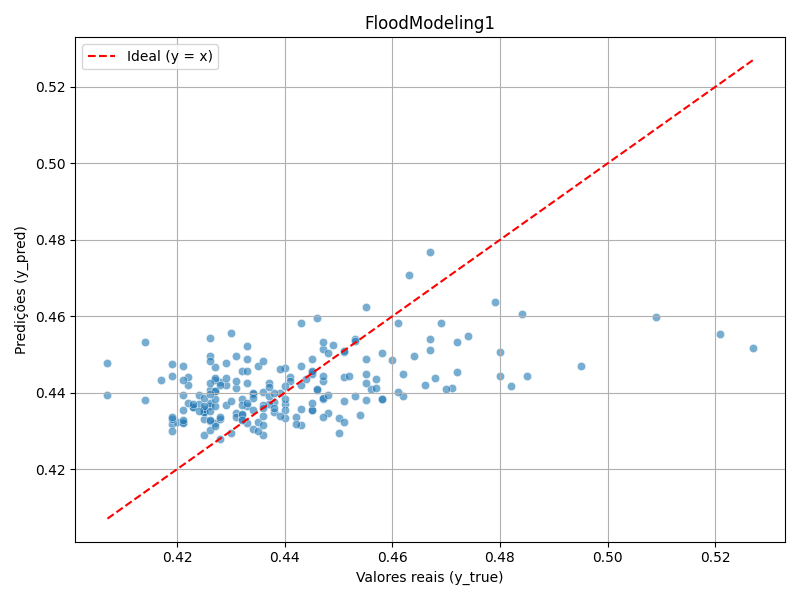 FloodModeling1
Ideal (y = x)
Predições (y_pred)
0.52
0.50
0.48
0.46
0.44
0.42
0.42 0.44 0.46 0.48 0.50 0.52
Valores reais (y_true)